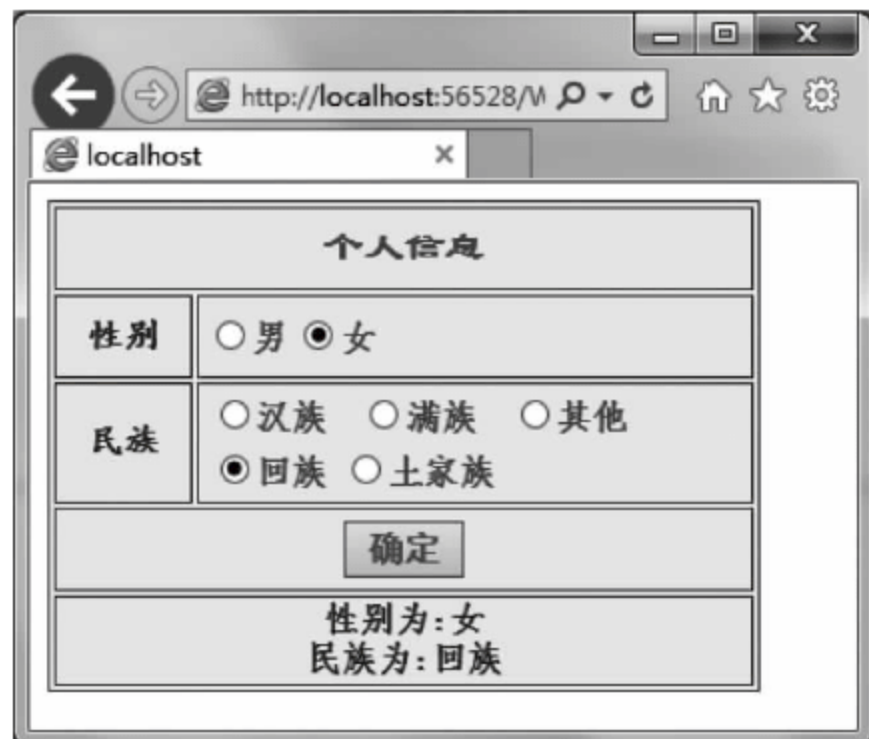 http://localhost:56528/W
localhost
个人信息
性别 男 女
民族 汉族 满族 其他
回族 土家族
确定
性别为:女
民族为:回族